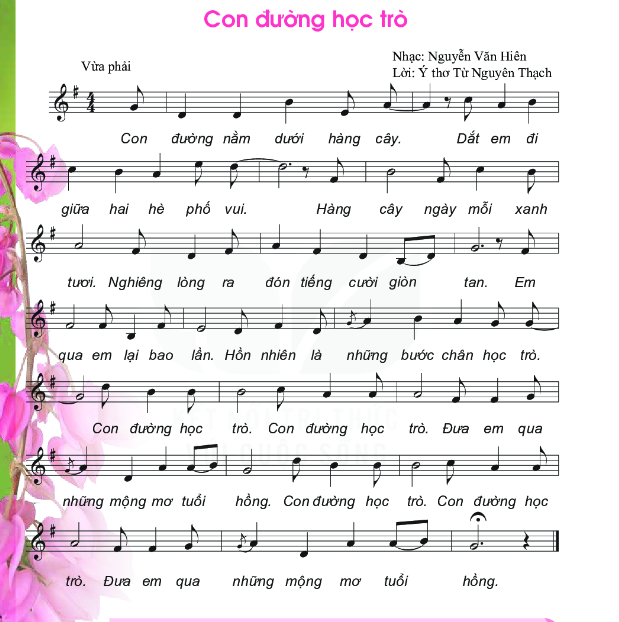 Con đường học trò
Vừa phải
Nhạc: Nguyễn Văn Hiên
Lời: Ý thơ Từ Nguyên Thạch
4
4
Con đường nằm dưới hàng cây. Dắt em đi
giữa hai hè phố vui. Hàng cây ngày mỗi xanh
tươi. Nghiêng lòng ra đón tiếng cười giòn tan. Em
qua em lại bao lần. Hồn nhiên là những bước chân học trò.
Con đường học trò. Con đường học trò. Đưa em qua
những mộng mơ tuổi hồng. Con đường học trò. Con đường học
trò. Đưa em qua những mộng mơ tuổi hồng.